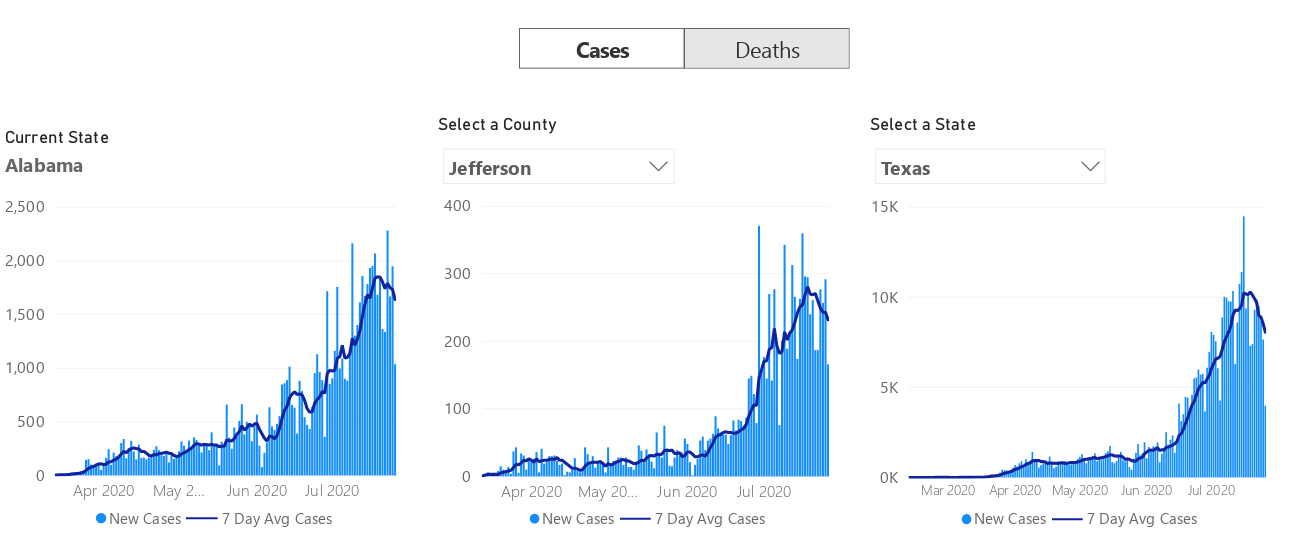 Cases
Deaths
Current State
Alabama
2,500
2,000
1,500
1,000
500
0
Apr 2020 May 2... Jun 2020 Jul 2020
New Cases 7 Day Avg Cases
Select a County
Jefferson
400
300
200
100
0
Apr 2020 May 20... Jun 2020 Jul 2020
New Cases 7 Day Avg Cases
Select a State
Texas
15K
10K
5K
0K
Mar 2020 Apr 2020 May 2020 Jun 2020 Jul 2020
New Cases 7 Day Avg Cases